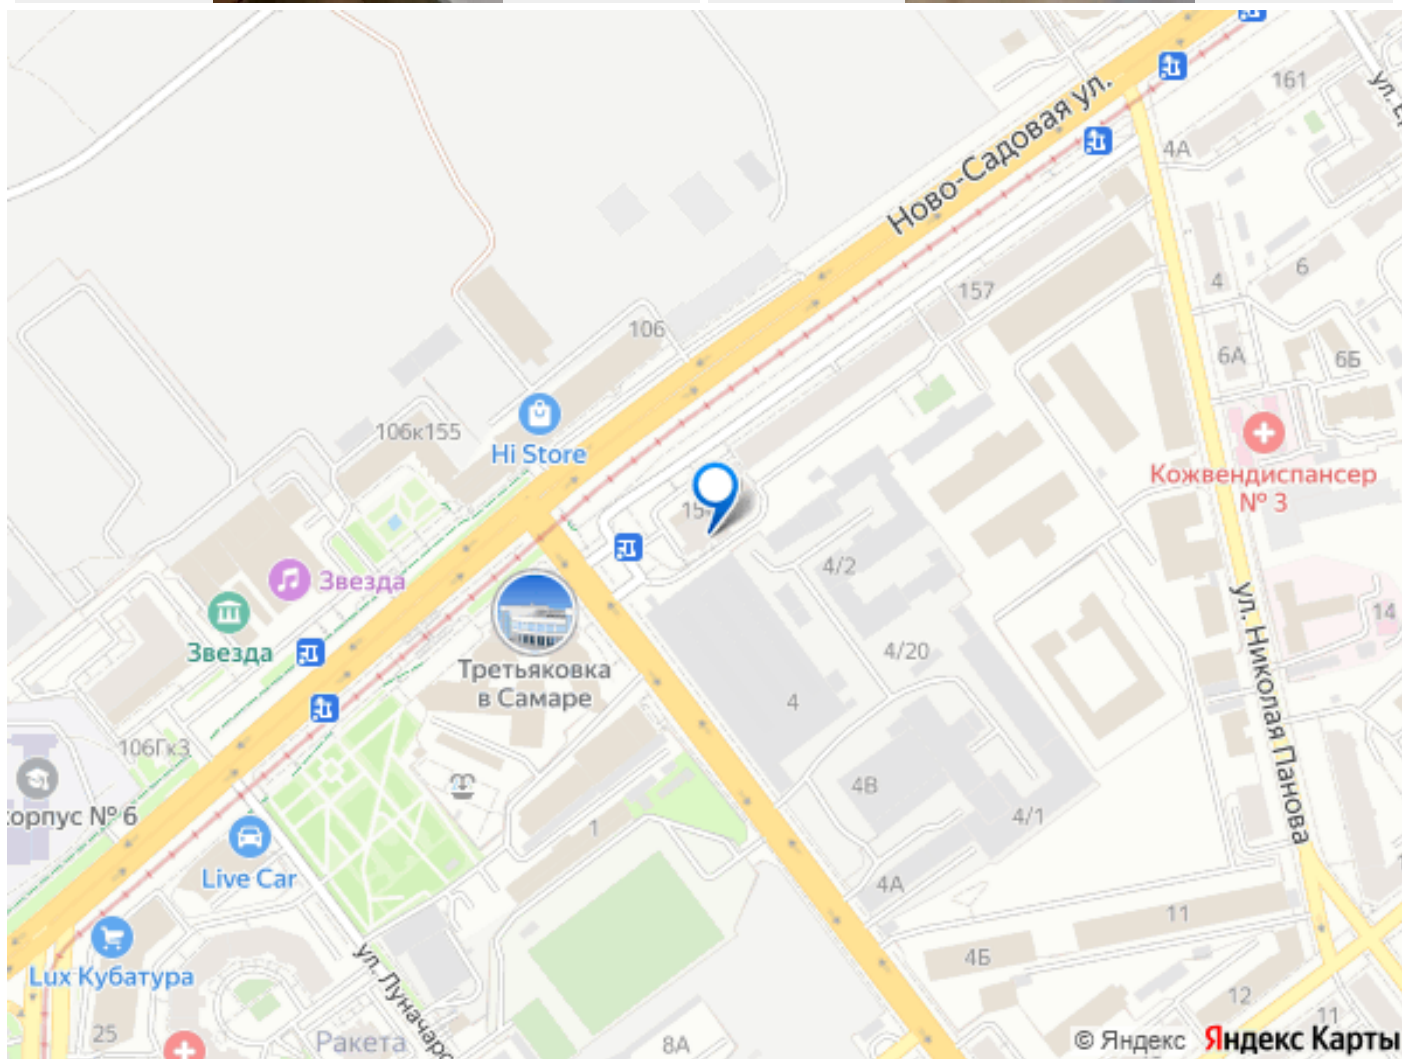 161
ул. Е
4А
Ново-Садовая ул.
6
4
157
106
6А
6Б
106к155
Hi Store
Кожвендиспансер
№ 3
15
4/2
Звезда
14
4/20
Звезда
Третьяковка
в Самаре
4
ул. Николая Панова
106Гк3
4В
орпус № 6
4/1
1
Live Car
4А
11
ул. Луначарс
4Б
Lux Кубатура
12
11
25
Ракета
8А
© Яндекс Яндекс Карты